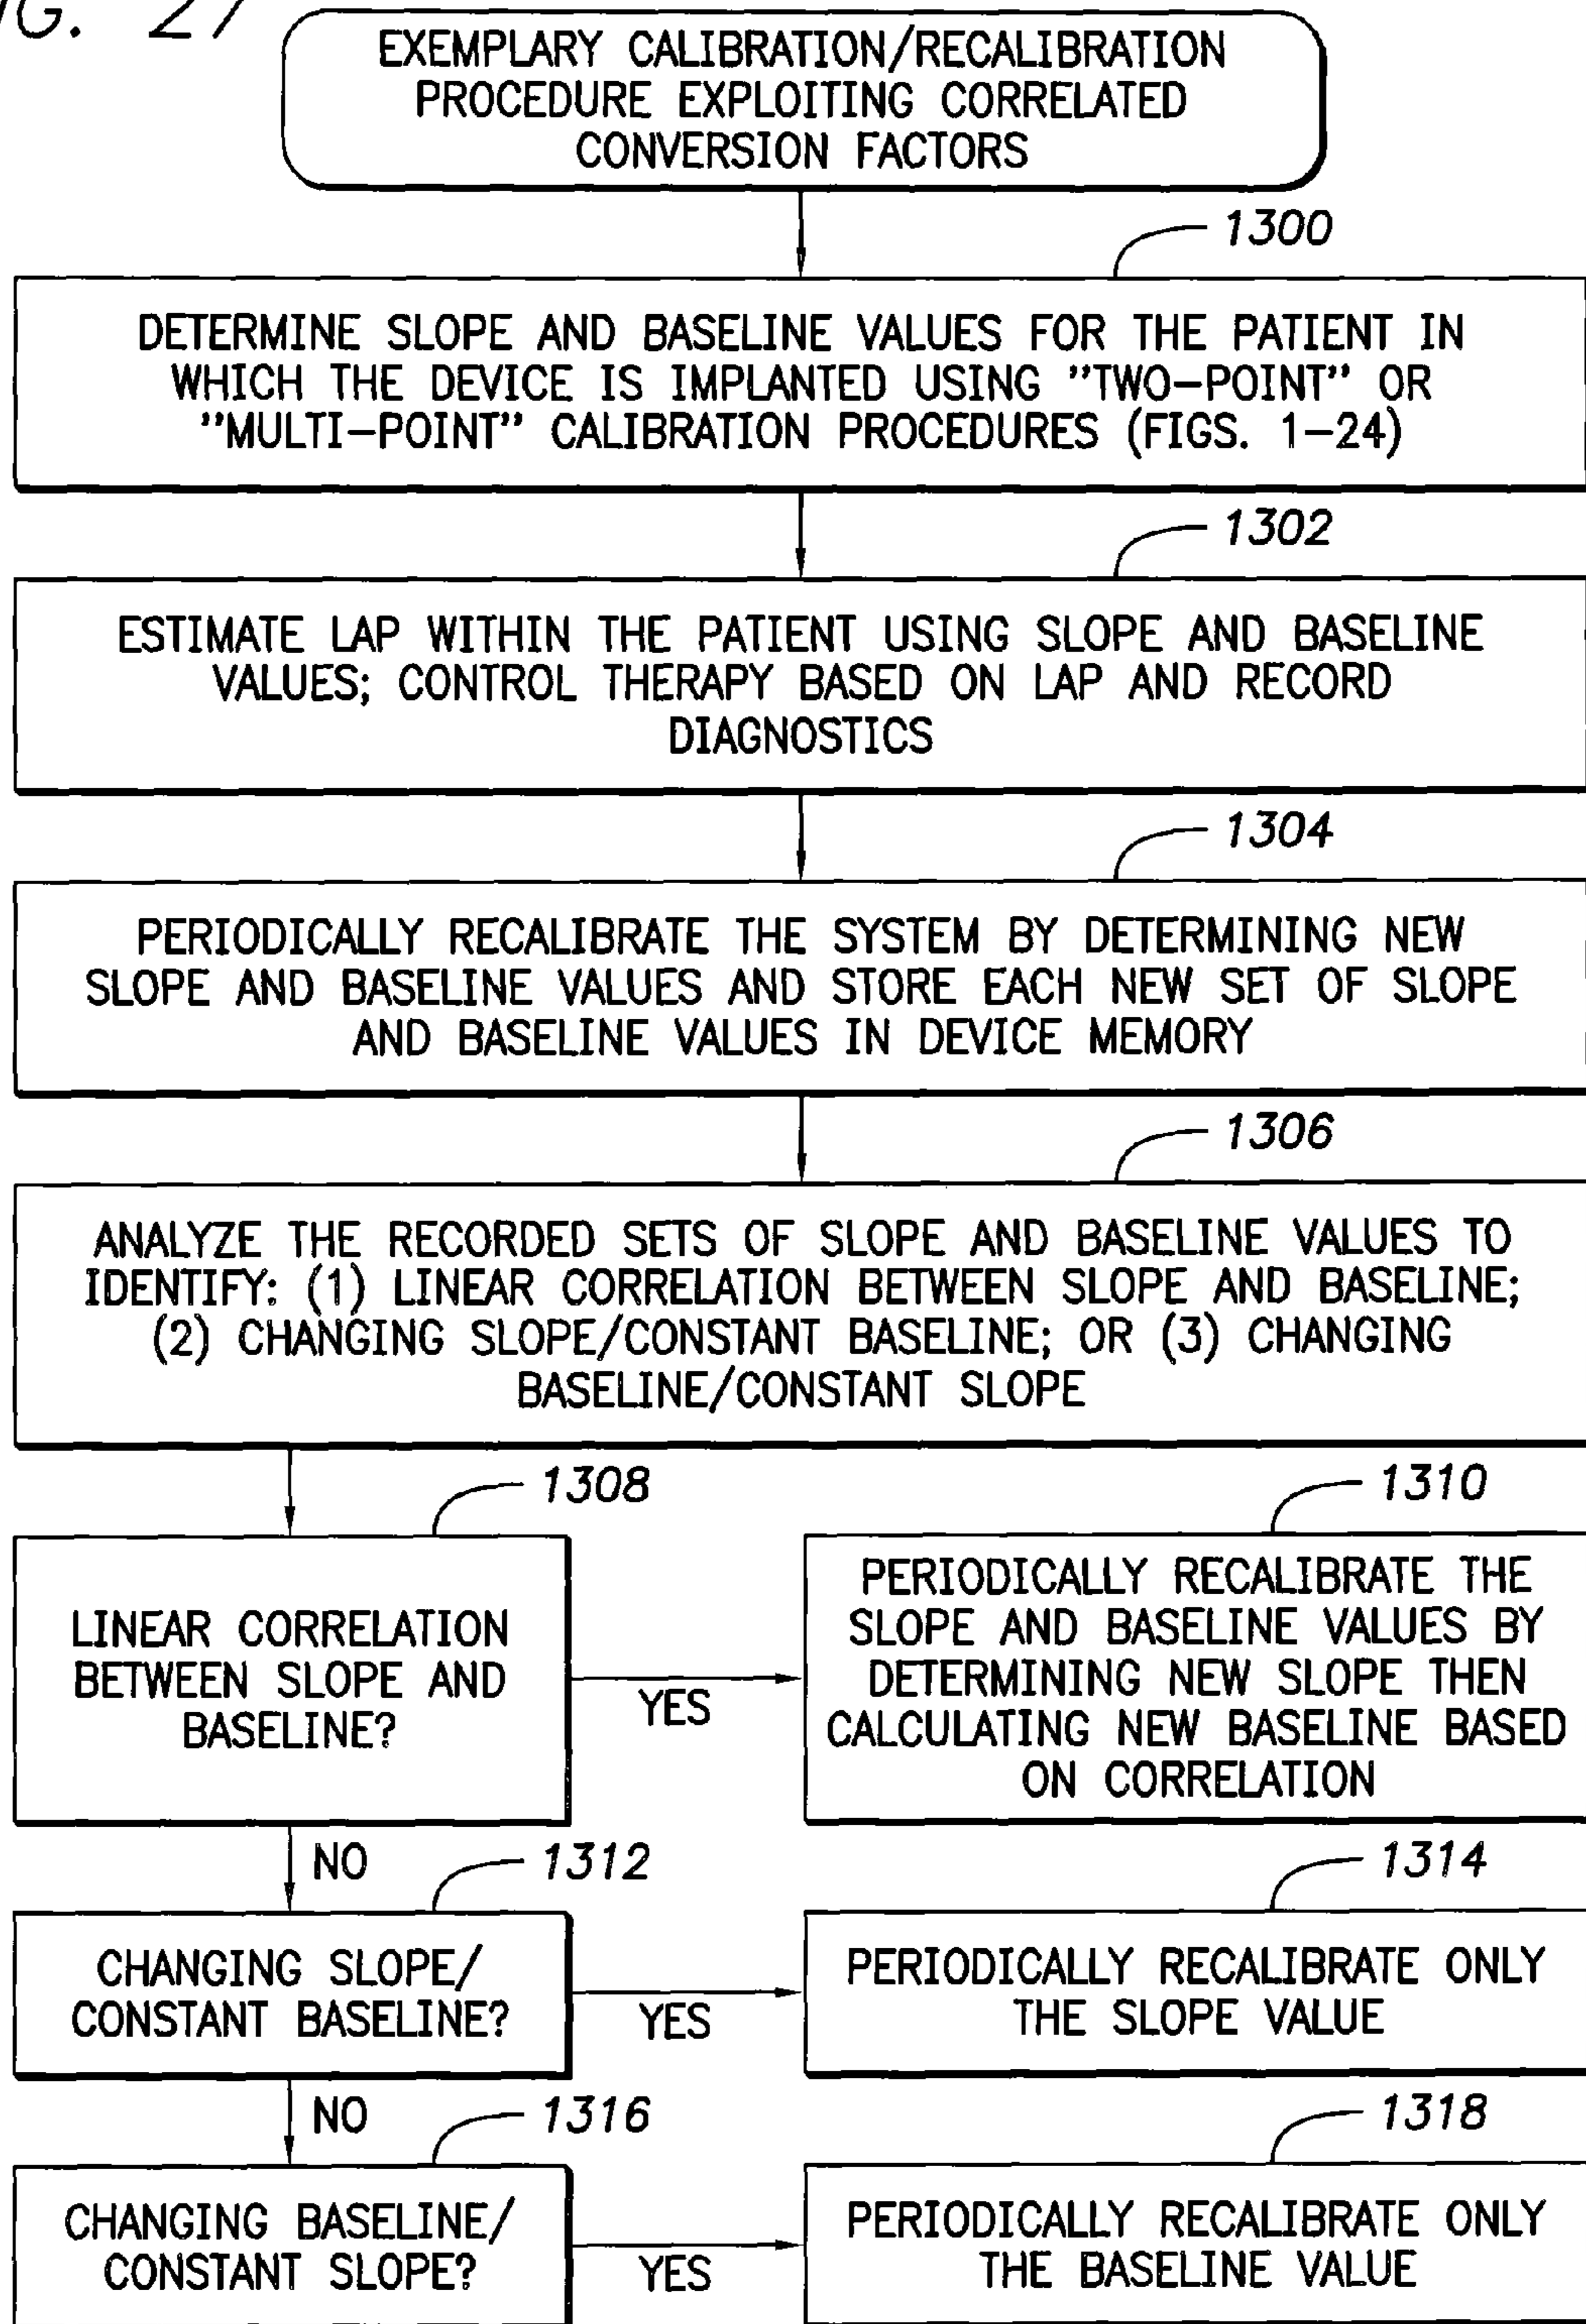 FIG. 27
EXEMPLARY CALIBRATION/RECALIBRATION
PROCEDURE EXPLOITING CORRELATED
CONVERSION FACTORS
1300
DETERMINE SLOPE AND BASELINE VALUES FOR THE PATIENT IN
WHICH THE DEVICE IS IMPLANTED USING "TWO-POINT" OR
"MULTI-POINT" CALIBRATION PROCEDURES (FIGS. 1-24)
1302
ESTIMATE LAP WITHIN THE PATIENT USING SLOPE AND BASELINE
VALUES; CONTROL THERAPY BASED ON LAP AND RECORD
DIAGNOSTICS
1304
PERIODICALLY RECALIBRATE THE SYSTEM BY DETERMINING NEW
SLOPE AND BASELINE VALUES AND STORE EACH NEW SET OF SLOPE
AND BASELINE VALUES IN DEVICE MEMORY
1306
ANALYZE THE RECORDED SETS OF SLOPE AND BASELINE VALUES TO
IDENTIFY: (1) LINEAR CORRELATION BETWEEN SLOPE AND BASELINE;
(2) CHANGING SLOPE/CONSTANT BASELINE; OR (3) CHANGING
BASELINE/CONSTANT SLOPE
1308
LINEAR CORRELATION
BETWEEN SLOPE AND
BASELINE?
YES
1310
PERIODICALLY RECALIBRATE THE
SLOPE AND BASELINE VALUES BY
DETERMINING NEW SLOPE THEN
CALCULATING NEW BASELINE BASED
ON CORRELATION
NO
1312
CHANGING SLOPE/
CONSTANT BASELINE?
YES
1314
PERIODICALLY RECALIBRATE ONLY
THE SLOPE VALUE
NO
1316
CHANGING BASELINE/
CONSTANT SLOPE?
YES
1318
PERIODICALLY RECALIBRATE ONLY
THE BASELINE VALUE